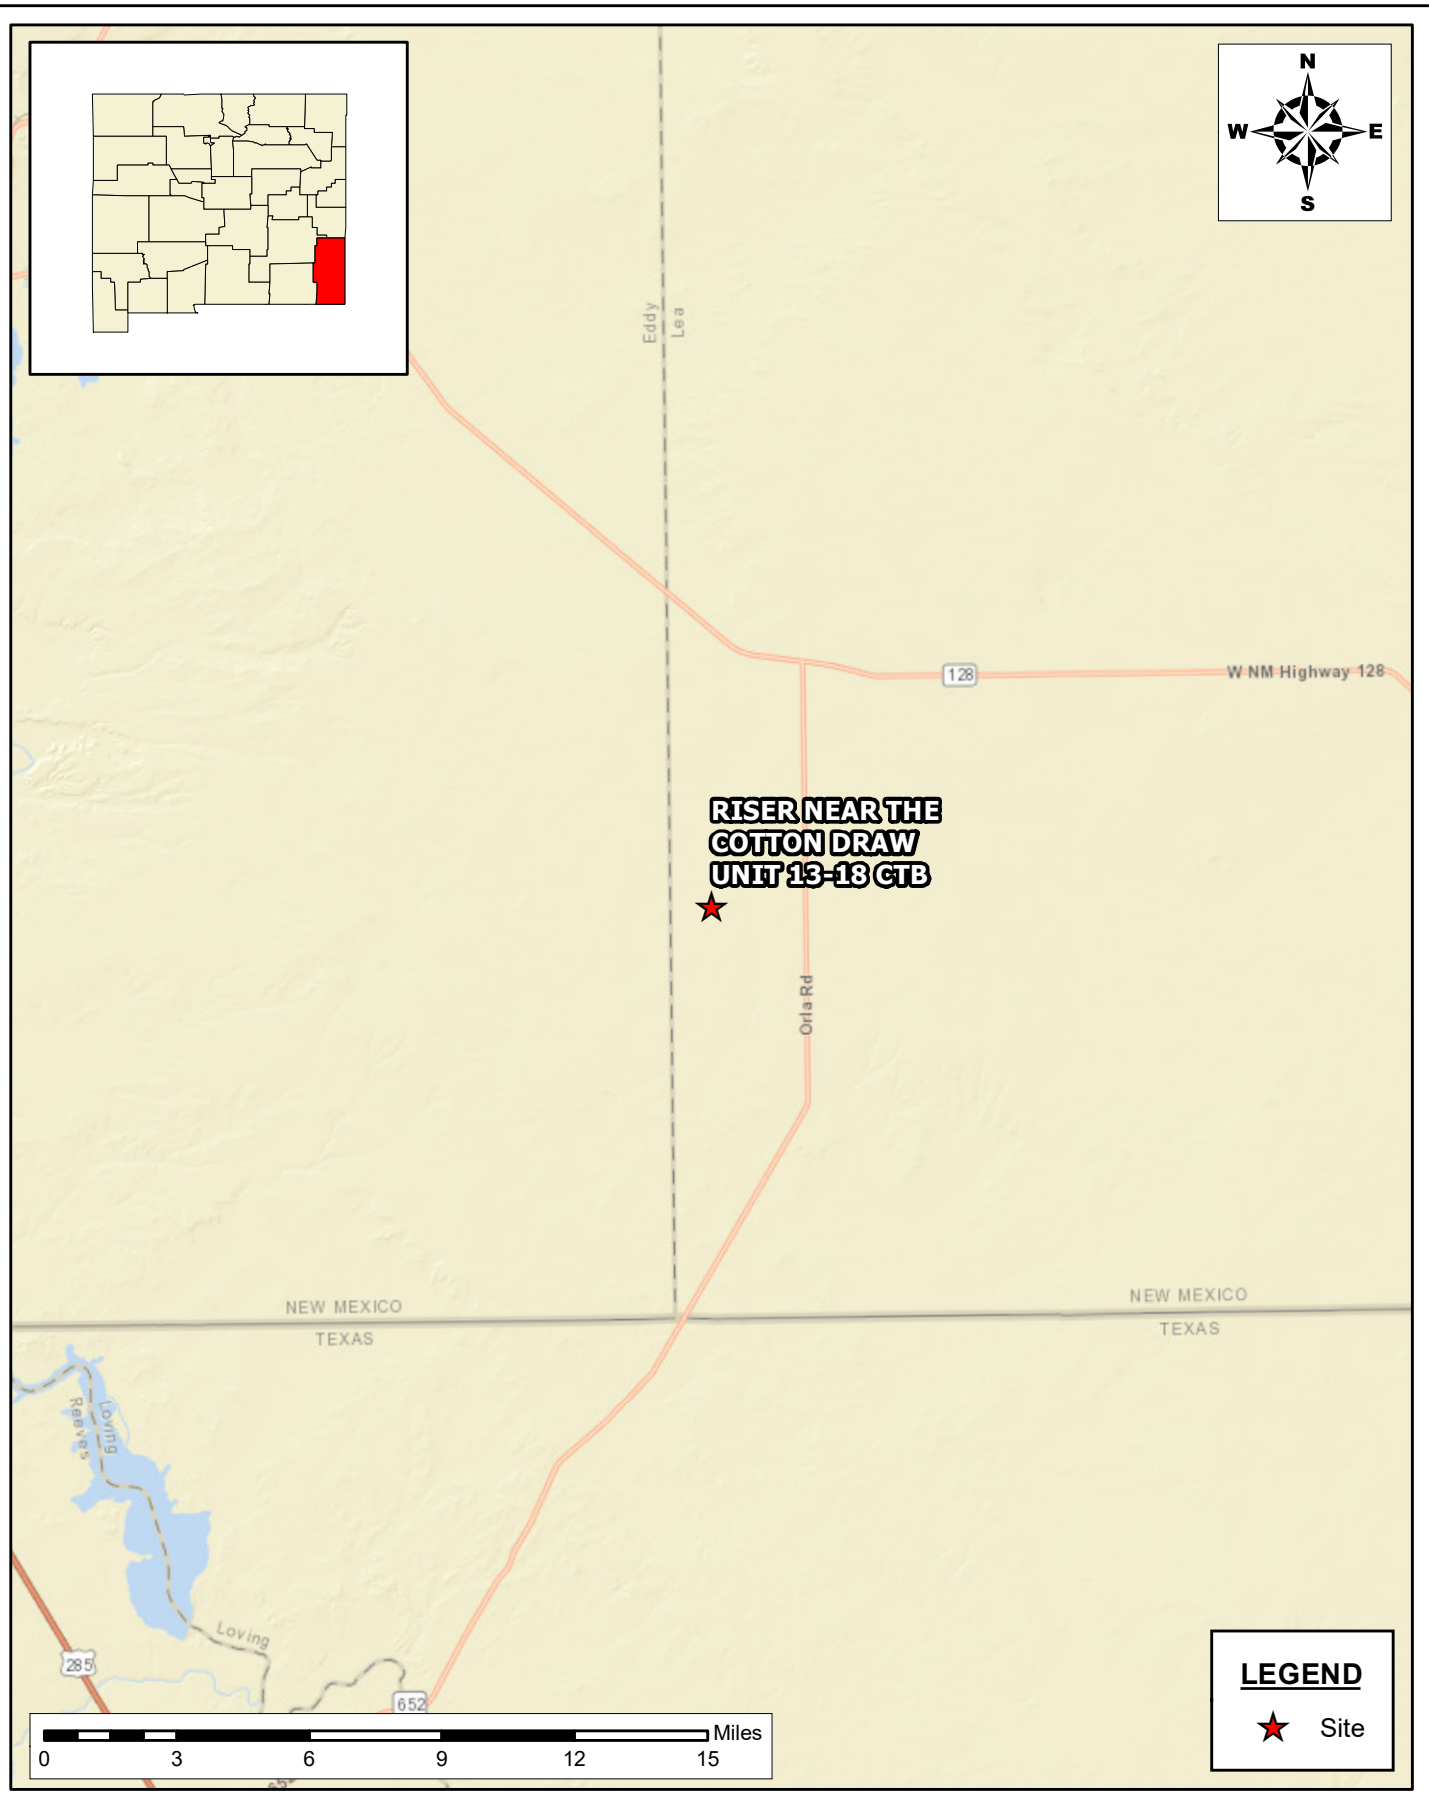 N
W
E
S
Eddy
Lea
128
W NM Highway 128
RISER NEAR THE
COTTON DRAW
UNIT 13-18 CTB
Orla Rd
NEW MEXICO
TEXAS
NEW MEXICO
TEXAS
Loving
Reeves
Loving
285
652
652
LEGEND
Site
Miles
0 3 6 9 12 15